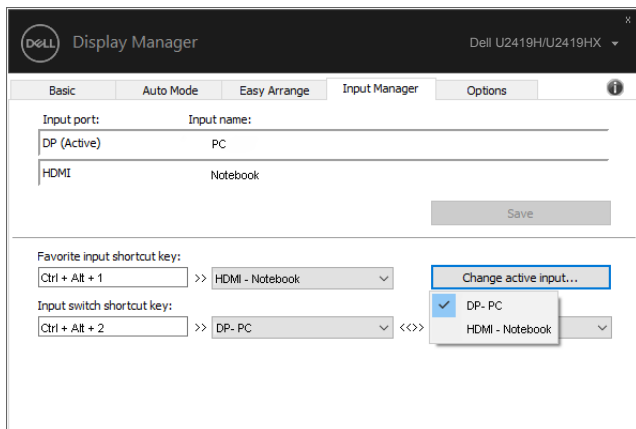 x
DELL Display Manager Dell U2419H/U2419HX
Basic Auto Mode Easy Arrange Input Manager Options i
Input port: Input name:
DP (Active) PC
HDMI Notebook
Save
Favorite input shortcut key:
Ctrl + Alt + 1 >> HDMI - Notebook Change active input...
Input switch shortcut key:
DP- PC
Ctrl + Alt + 2 >> DP- PC <<>>
HDMI - Notebook